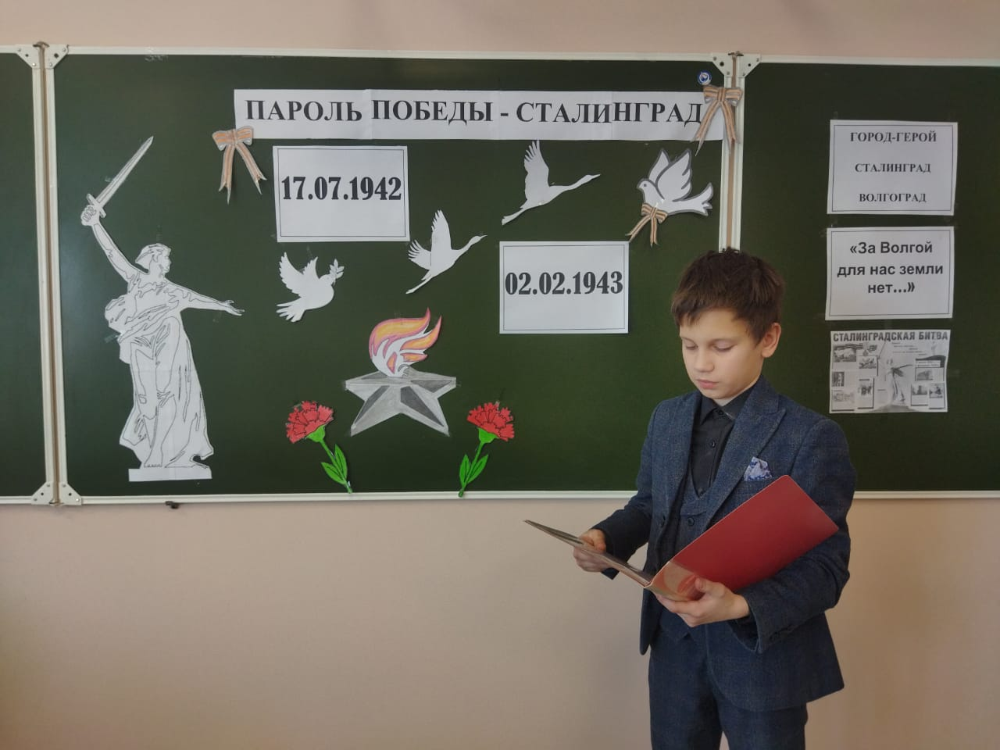 ПАРОЛЬ ПОБЕДЫ - СТАЛИНГРАД
17.07.1942
02.02.1943
ГОРОД-ГЕРОЙ
СТАЛИНГРАД
ВОЛГОГРАД
«За Волгой
для нас земли
нет...»
СТАЛИНГРАДСКАЯ БИТВА